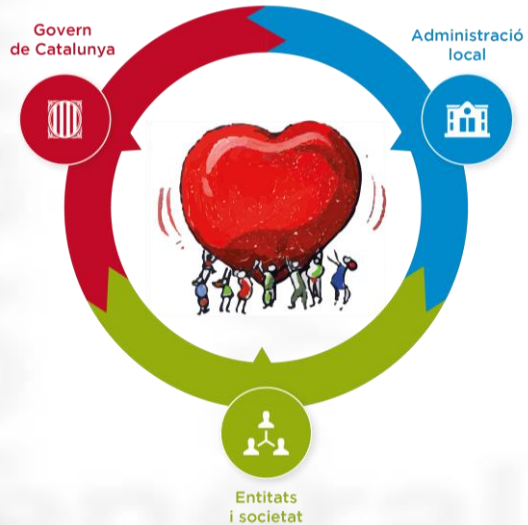 Govern
de Catalunya
Administració
local
Entitats
i societat